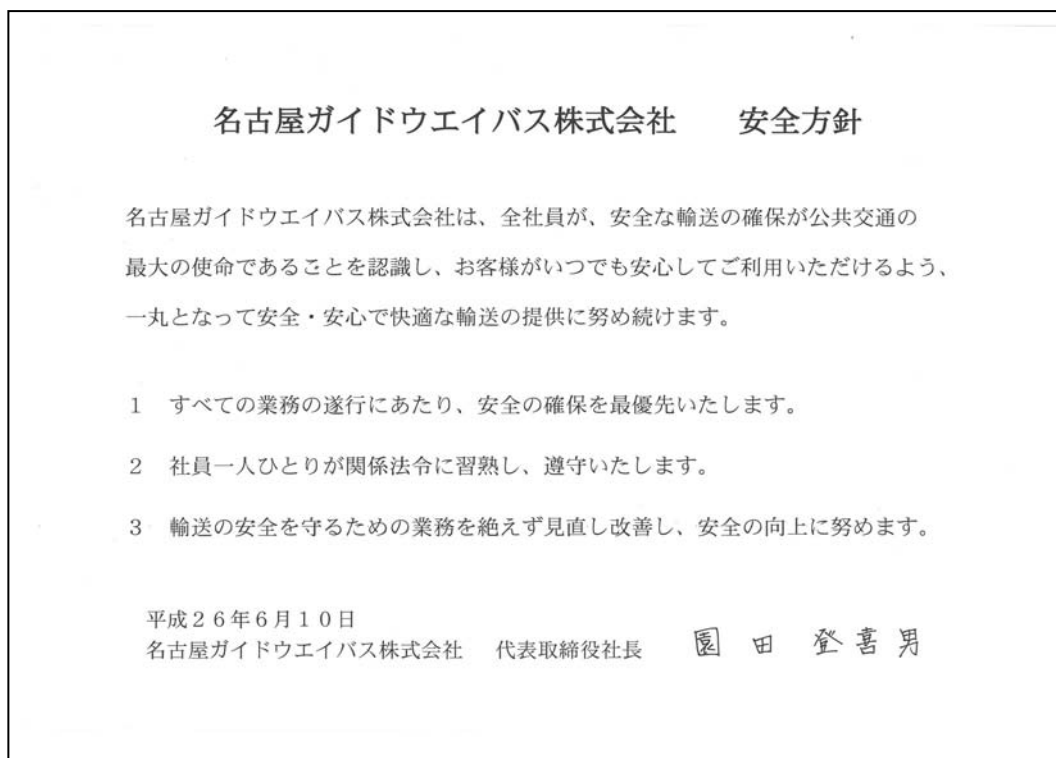 名古屋ガイドウエイバス株式会社　　安全方針
名古屋ガイドウエイバス株式会社は、全社員が、安全な輸送の確保が公共交通の
最大の使命であることを認識し、お客様がいつでも安心してご利用いただけるよう、
一丸となって安全・安心で快適な輸送の提供に努め続けます。
１　すべての業務の遂行にあたり、安全の確保を最優先いたします。
２　社員一人ひとりが関係法令に習熟し、遵守いたします。
３　輸送の安全を守るための業務を絶えず見直し改善し、安全の向上に努めます。
平成２６年６月１０日
名古屋ガイドウエイバス株式会社　代表取締役社長　園田　登喜男